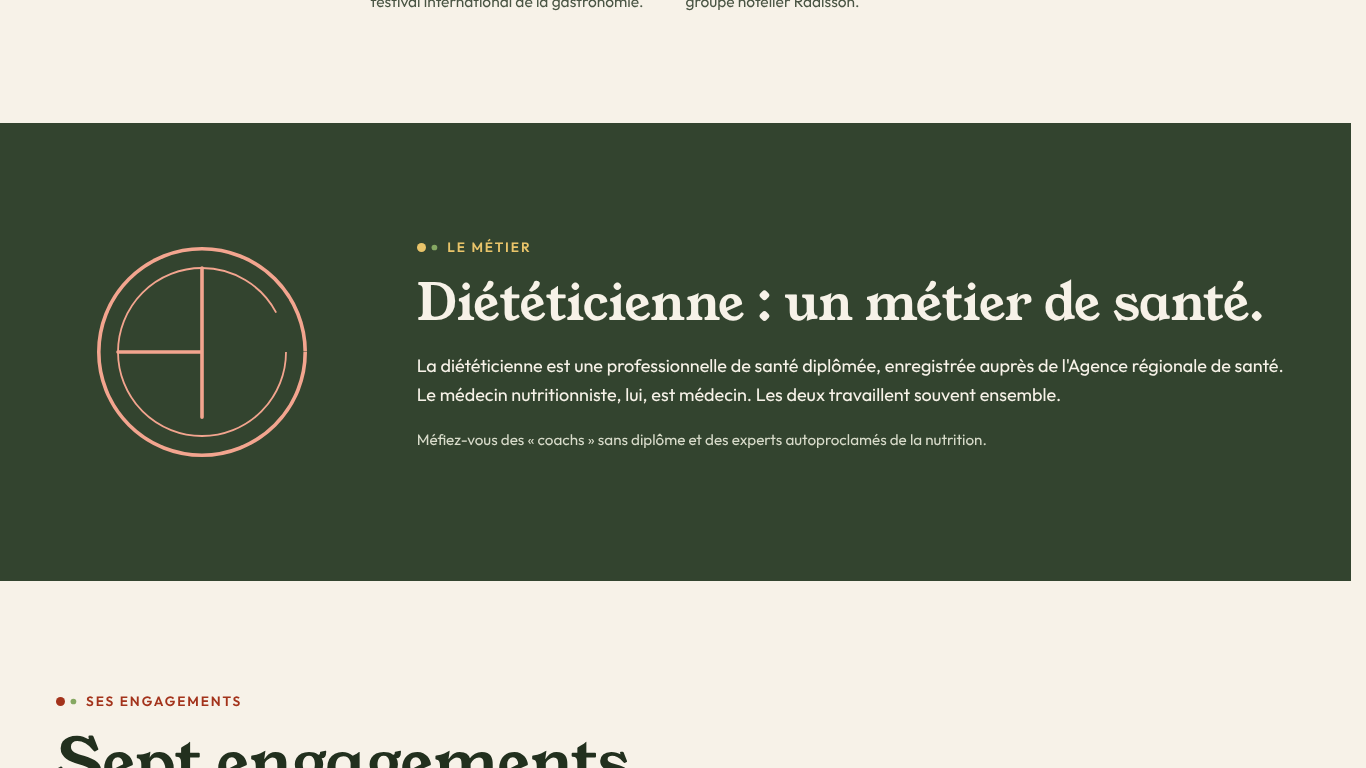 festival international de la gastronomie.
groupe hôtelier Radisson.
LE MÉTIER
Diététicienne : un métier de santé.
La diététicienne est une professionnelle de santé diplômée, enregistrée auprès de l'Agence régionale de santé.
Le médecin nutritionniste, lui, est médecin. Les deux travaillent souvent ensemble.
Méfiez-vous des « coachs » sans diplôme et des experts autoproclamés de la nutrition.
SES ENGAGEMENTS
Sept engagements